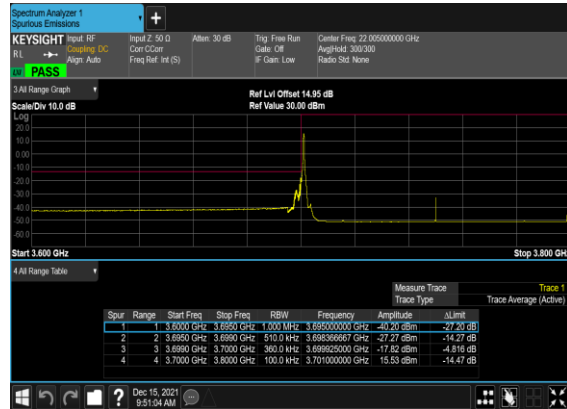 Spectrum Analyzer 1
Spurious Emissions
+
KEYSIGHT Input: RF Input Z: 50 Ω Atten: 30 dB Trig: Free Run Center Freq: 22.005000000 GHz
RL Coupling: DC Corr CCorr Gate: Off Avg|Hold: 300/300
Align: Auto Freq Ref: Int (S) IF Gain: Low Radio Std: None
LW PASS
3 All Range Graph
Ref Lvl Offset 14.95 dB
Scale/Div 10.0 dB Ref Value 30.00 dBm
Log
20.0
10.0
0.00
-10.0
-20.0
-30.0
-40.0
-50.0
-60.0
Start 3.600 GHz Stop 3.800 GH
4 All Range Table
Measure Trace Trace 1
Trace Type Trace Average (Active)
Spur Range Start Freq Stop Freq RBW Frequency Amplitude ΔLimit
1 1 3.6000 GHz 3.6950 GHz 1.000 MHz 3.695000000 GHz -40.20 dBm -27.20 dB
2 2 3.6950 GHz 3.6990 GHz 510.0 kHz 3.698366667 GHz -27.27 dBm -14.27 dB
3 3 3.6990 GHz 3.7000 GHz 360.0 kHz 3.699925000 GHz -17.82 dBm -4.816 dB
4 4 3.7000 GHz 3.8000 GHz 100.0 kHz 3.701000000 GHz 15.53 dBm -14.47 dB
? Dec 15, 2021
9:51:04 AM